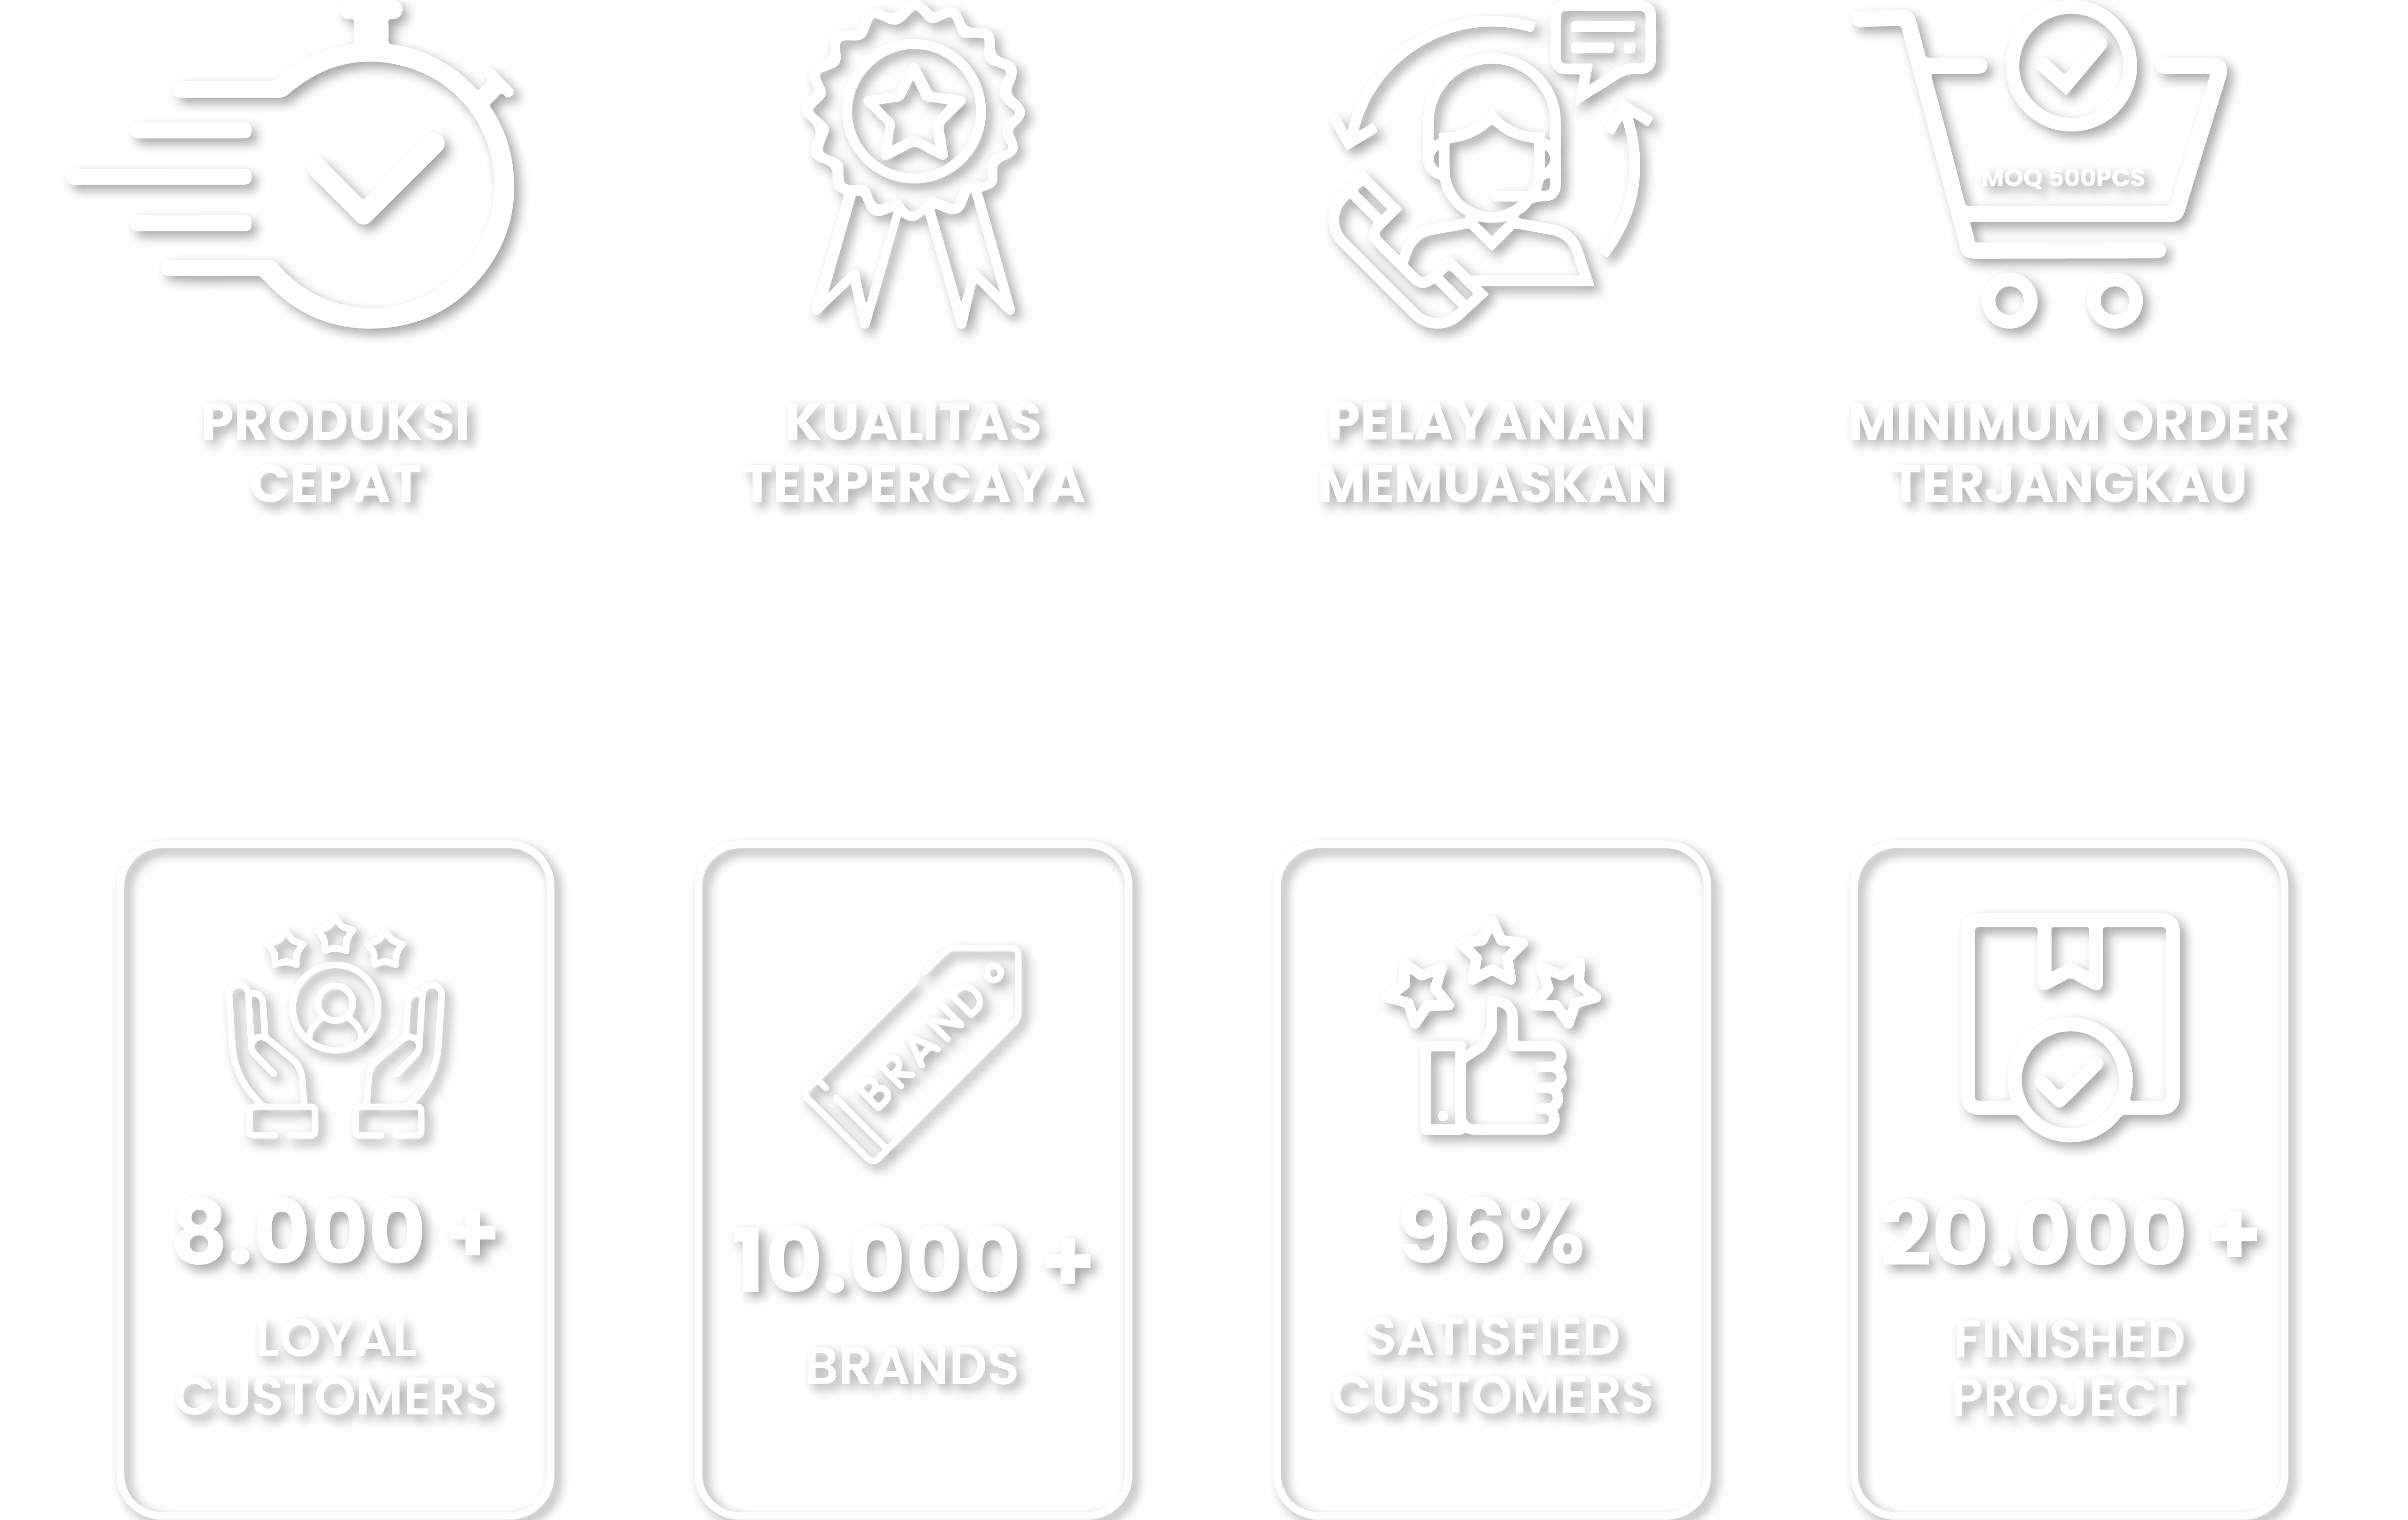 MOQ 500PCS
PRODUKSI
CEPAT
KUALITAS
TERPERCAYA
PELAYANAN
MEMUASKAN
MINIMUM ORDER
TERJANGKAU
BRAND
8.000 +
LOYAL
CUSTOMERS
10.000 +
BRANDS
96%
SATISFIED
CUSTOMERS
20.000 +
FINISHED
PROJECT